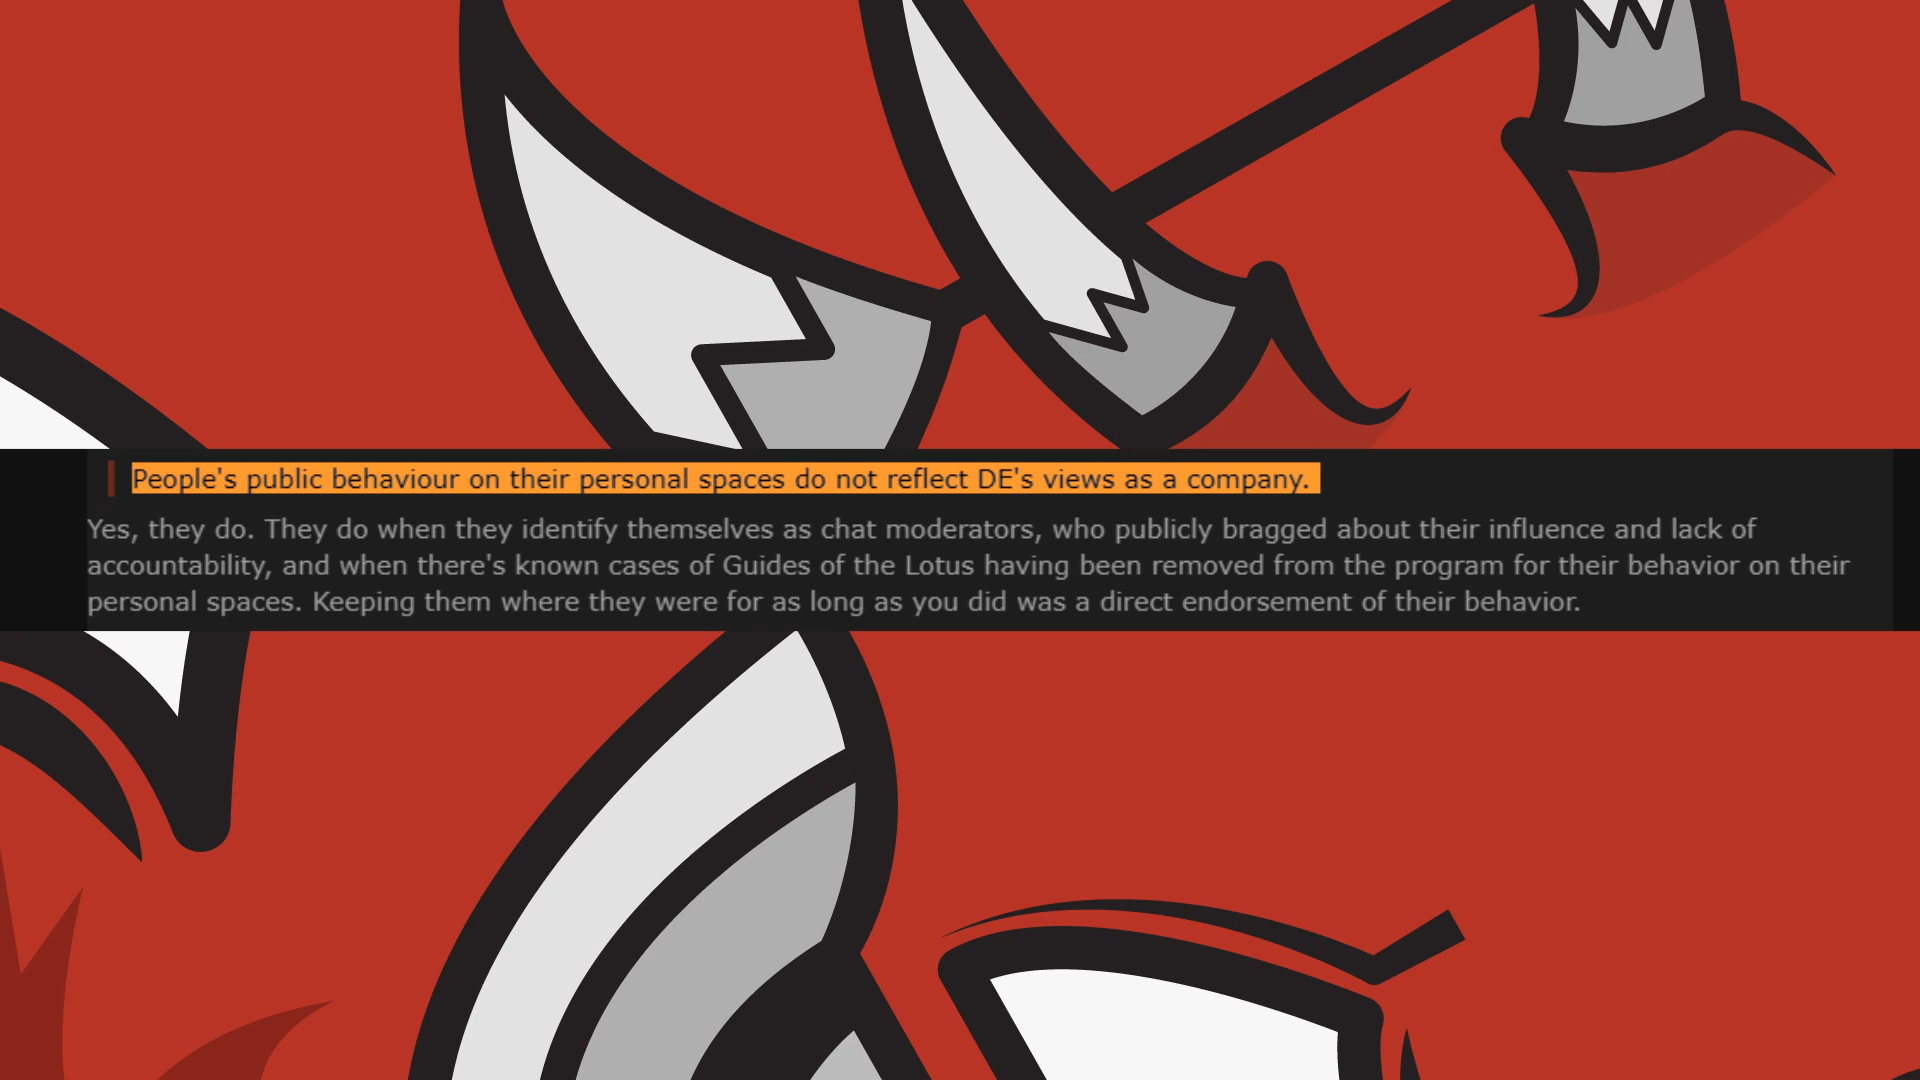 People's public behaviour on their personal spaces do not reflect DE's views as a company.
Yes, they do. They do when they identify themselves as chat moderators, who publicly bragged about their influence and lack of
accountability, and when there's known cases of Guides of the Lotus having been removed from the program for their behavior on their
personal spaces. Keeping them where they were for as long as you did was a direct endorsement of their behavior.